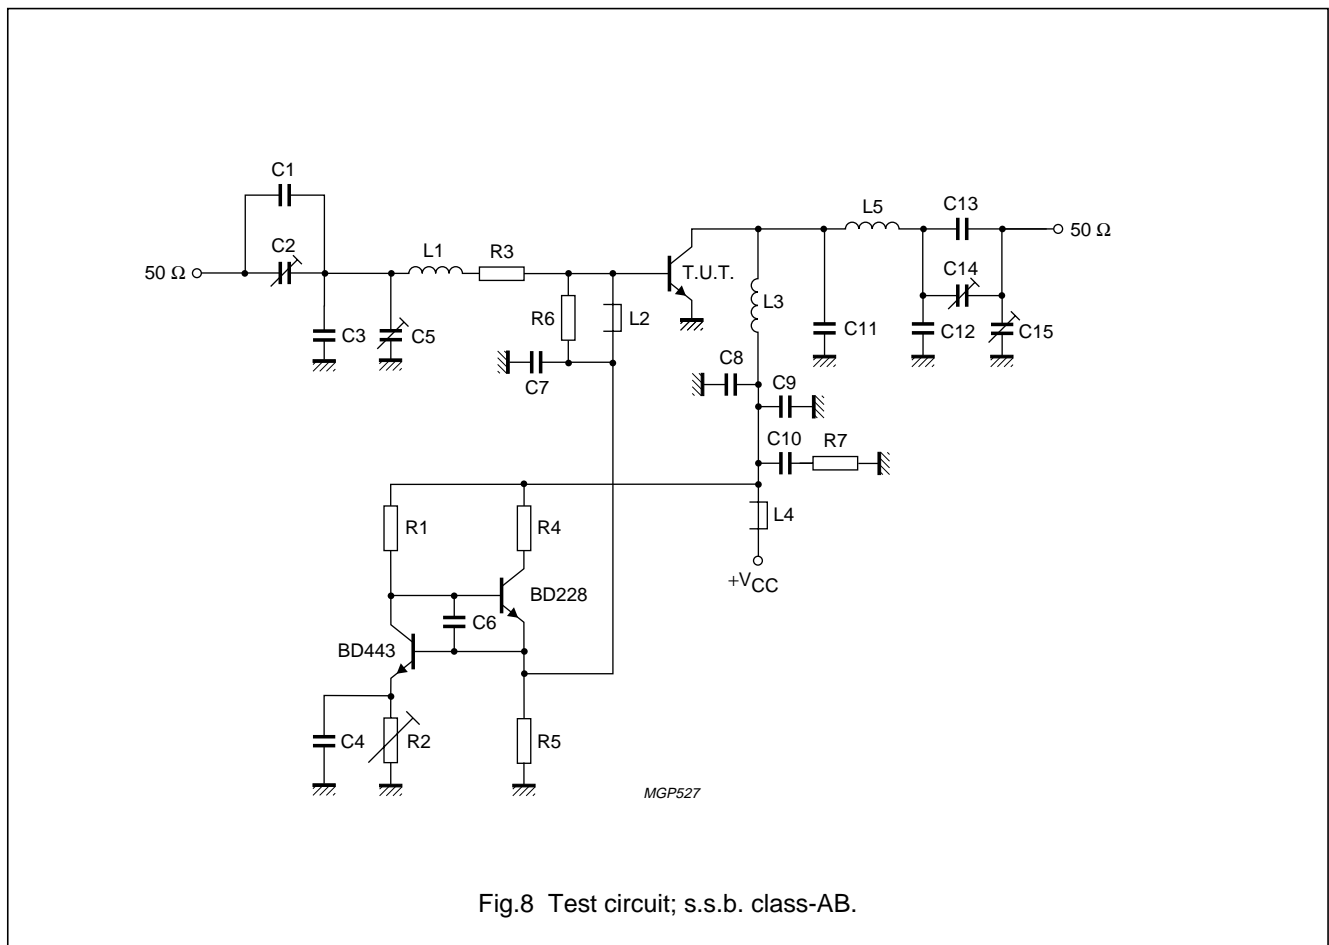 C1
C13
L5
50 Ω
C2
L1
R3
T.U.T.
C14
50 Ω
L3
R6
L2
C3
C5
C11
C12
C15
C8
C7
C9
C10
R7
R1
R4
L4
BD228
+VCC
C6
BD443
C4
R2
R5
MGP527
Fig.8 Test circuit; s.s.b. class-AB.